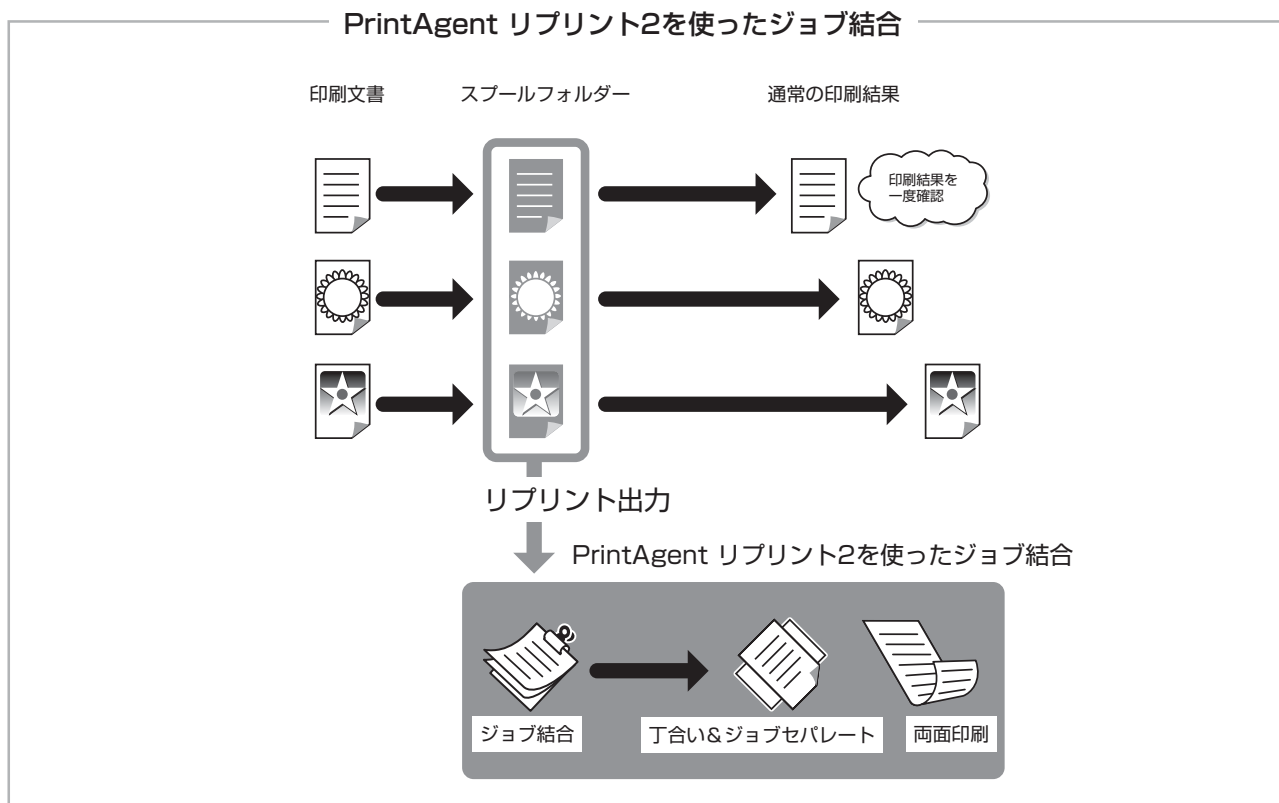 PrintAgent リプリント2を使ったジョブ結合
印刷文書
スプールフォルダー
通常の印刷結果
印刷結果を
一度確認
リプリント出力
PrintAgent リプリント2を使ったジョブ結合
ジョブ結合
丁合い&ジョブセパレート
両面印刷